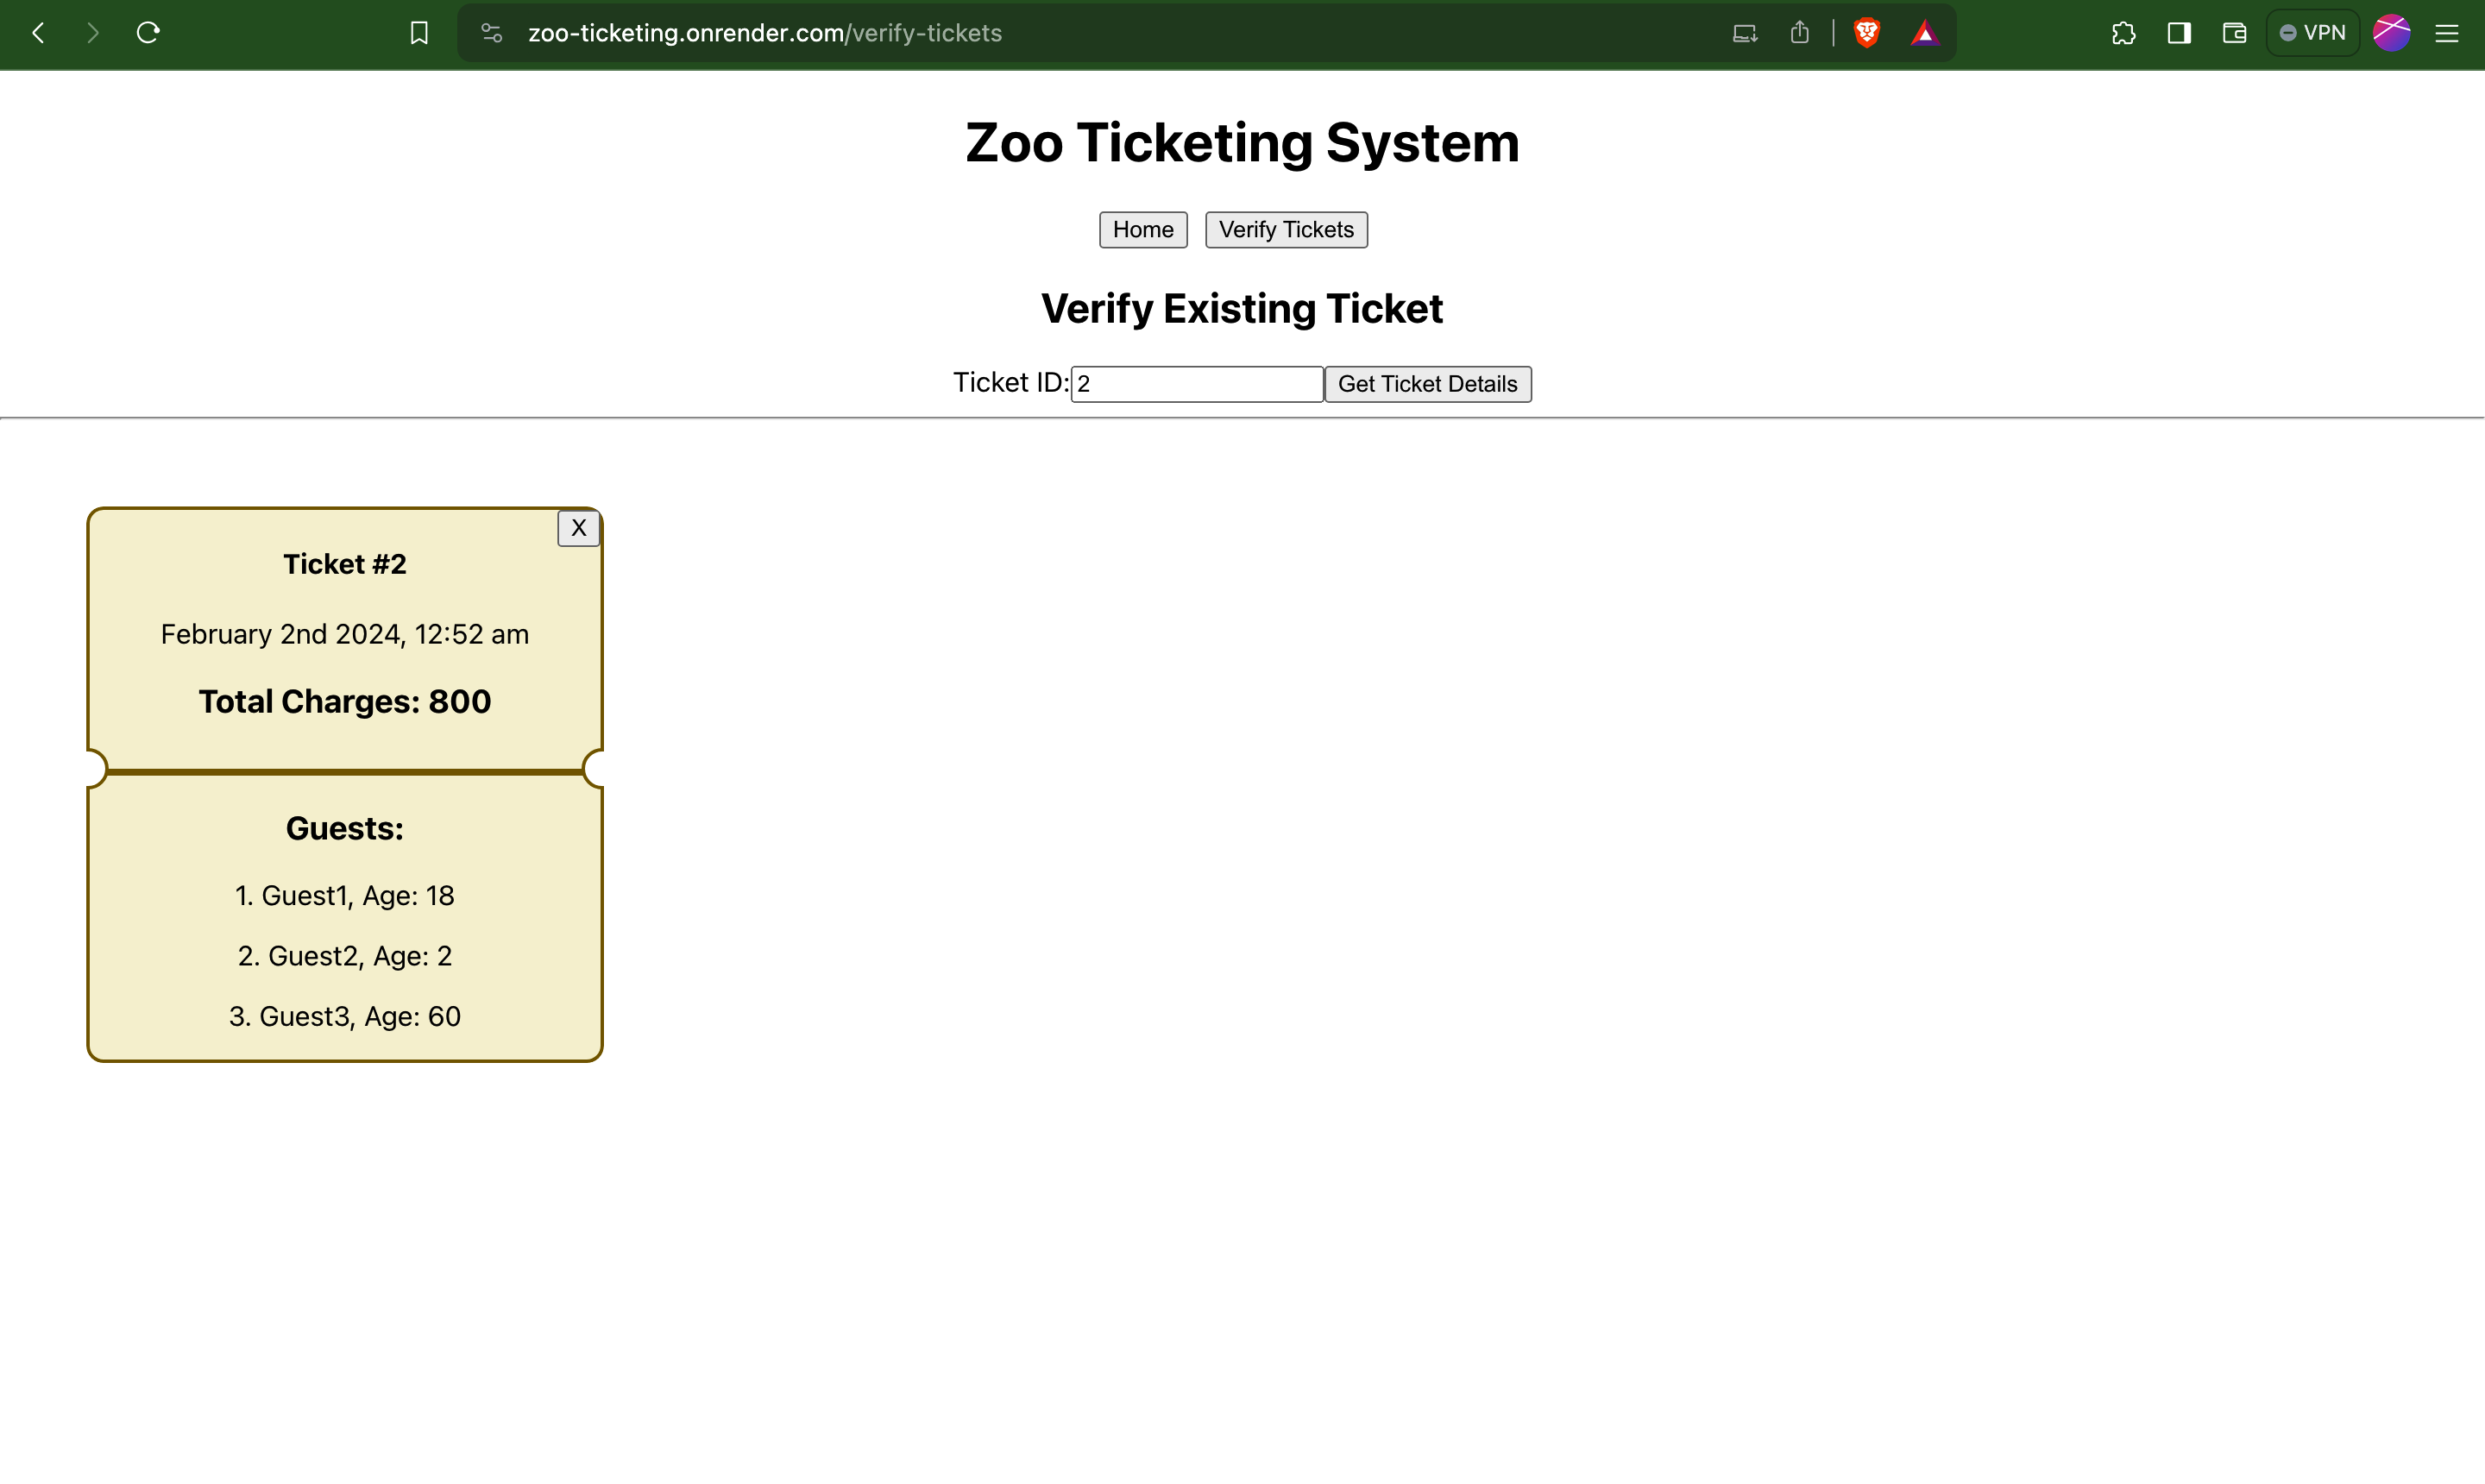 zoo-ticketing.onrender.com/verify-tickets
VPN
Zoo Ticketing System
Home Verify Tickets
Verify Existing Ticket
Ticket ID: 2 Get Ticket Details
X
Ticket #2
February 2nd 2024, 12:52 am
Total Charges: 800
Guests:
1. Guest1, Age: 18
2. Guest2, Age: 2
3. Guest3, Age: 60